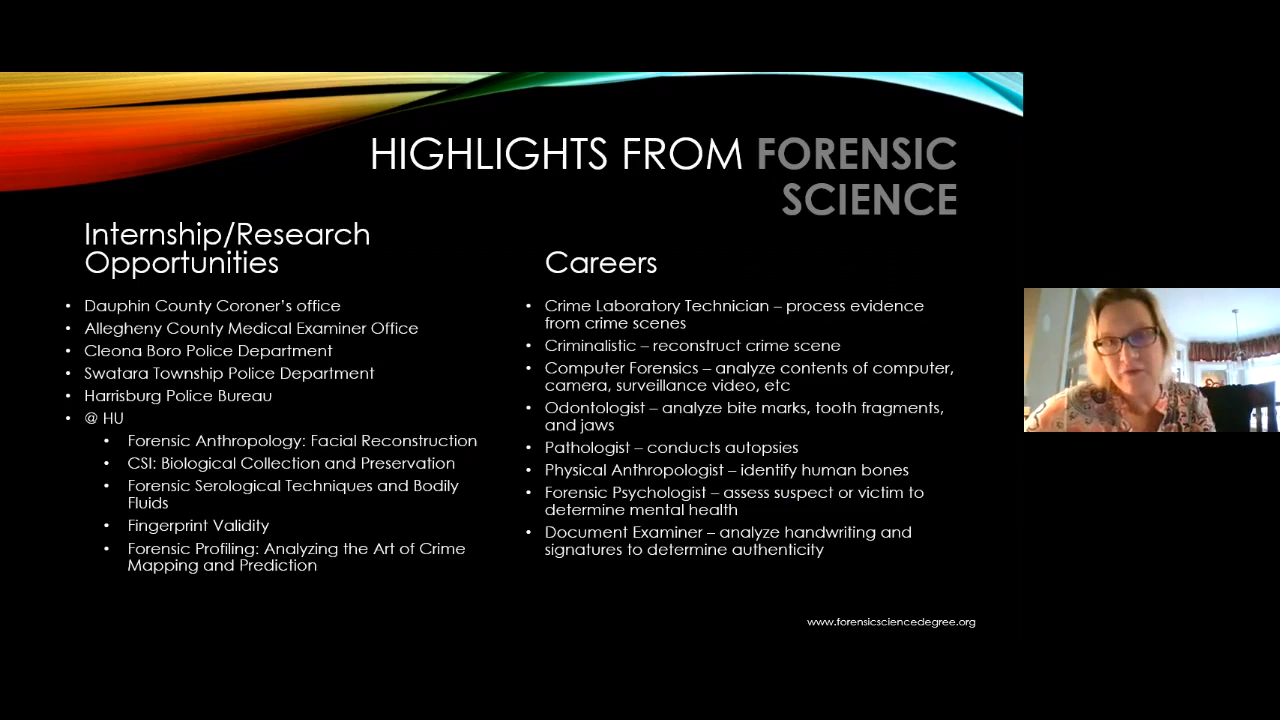 HIGHLIGHTS FROM FORENSIC
SCIENCE
Internship/Research
Opportunities
• Dauphin County Coroner’s office
• Allegheny County Medical Examiner Office
• Cleona Boro Police Department
• Swatara Township Police Department
• Harrisburg Police Bureau
• @ HU
• Forensic Anthropology: Facial Reconstruction
• CSI: Biological Collection and Preservation
• Forensic Serological Techniques and Bodily
Fluids
• Fingerprint Validity
• Forensic Profiling: Analyzing the Art of Crime
Mapping and Prediction
Careers
• Crime Laboratory Technician – process evidence
from crime scenes
• Criminalistic – reconstruct crime scene
• Computer Forensics – analyze contents of computer,
camera, surveillance video, etc
• Odontologist – analyze bite marks, tooth fragments,
and jaws
• Pathologist – conducts autopsies
• Physical Anthropologist – identify human bones
• Forensic Psychologist – assess suspect or victim to
determine mental health
• Document Examiner – analyze handwriting and
signatures to determine authenticity
www.forensicsciencedegree.org